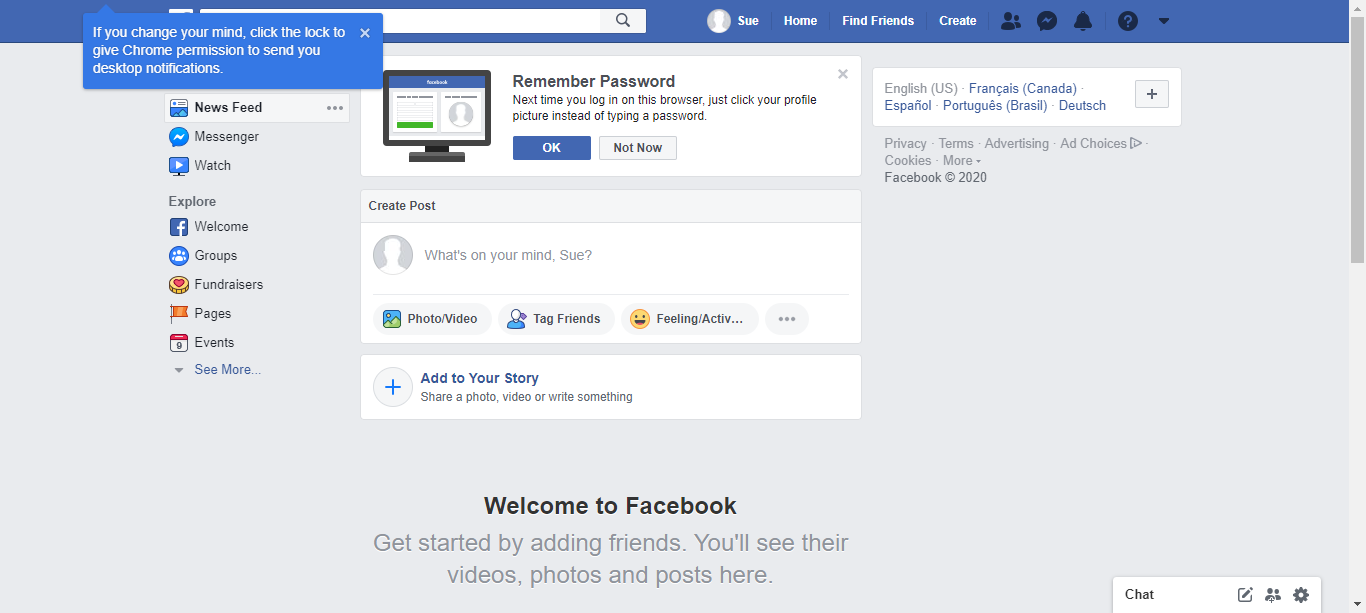 If you change your mind, click the lock to
give Chrome permission to send you
desktop notifications.
Sue
Home
Find Friends
Create
News Feed
Messenger
Watch
Explore
Welcome
Groups
Fundraisers
Pages
9
Events
See More...
facebook
Remember Password
Next time you log in on this browser, just click your profile
picture instead of typing a password.
OK
Not Now
Create Post
What's on your mind, Sue?
Photo/Video
Tag Friends
Feeling/Activ...
Add to Your Story
Share a photo, video or write something
Welcome to Facebook
Get started by adding friends. You'll see their
videos, photos and posts here.
English (US) · Français (Canada) ·
Español · Português (Brasil) · Deutsch
Privacy · Terms · Advertising · Ad Choices ·
Cookies · More
Facebook © 2020
Chat